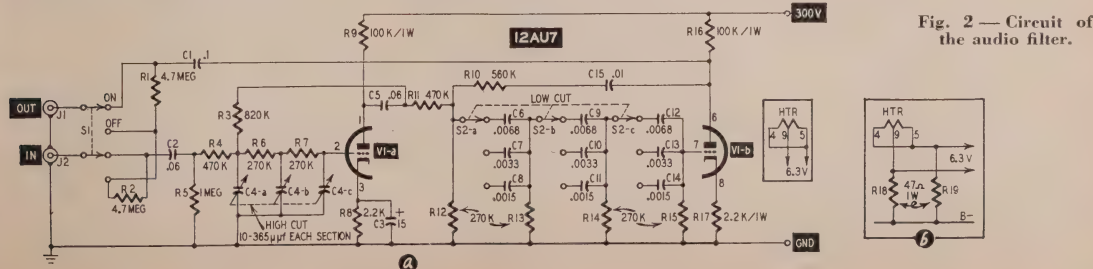 Fig. 2 — Circuit of
the audio filter.
300V
R9
100K/1W
12AU7
R16
100K/1W
C1 .1
R1 4.7 MEG
R10 560K
C15 .01
OUT
J1
ON
S1
OFF
R3
820K
C5 .06
R11 470K
LOW CUT
S2-a
C6
.0068
S2-b
C9
.0068
S2-c
C12
.0068
IN
J2
C2
.06
R4
470K
R6
270K
R7
270K
1
2
3
V1-a
C7
.0033
C10
.0033
C13
.0033
6
7
8
V1-b
R2
4.7MEG
R5
1MEG
C4-a
C4-b
C4-c
HIGH CUT
10-365µµf EACH SECTION
R8
2.2K
C3
+
15
C8
.0015
C11
.0015
C14
.0015
R12
270K
R13
R14
270K
R15
R17
2.2K/1W
GND
a
HTR
4 9 5
6.3V
HTR
4 9 5
6.3V
R18
47Ω
1W
R19
B-
b